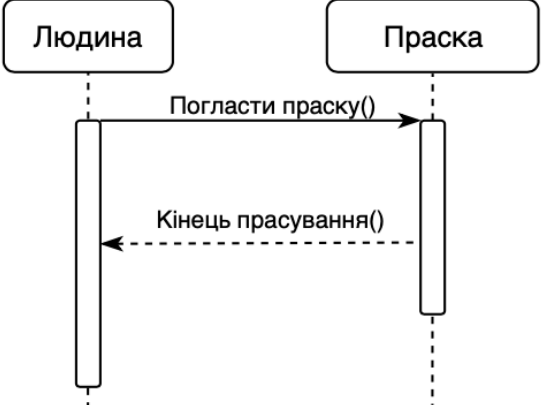 Людина
Праска
Погласти праску()
Кінець прасування()